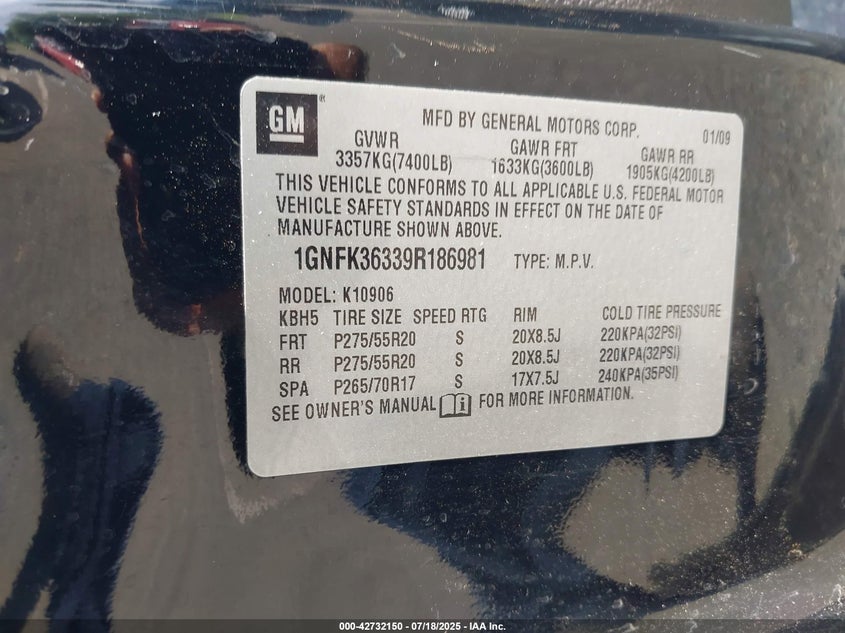 GM®
MFD BY GENERAL MOTORS CORP. 01/09
GVWR GAWR FRT GAWR RR
3357KG(7400LB) 1633KG(3600LB) 1905KG(4200LB)
THIS VEHICLE CONFORMS TO ALL APPLICABLE U.S. FEDERAL MOTOR
VEHICLE SAFETY STANDARDS IN EFFECT ON THE DATE OF
MANUFACTURE SHOWN ABOVE.
1GNFK36339R186981 TYPE: M.P.V.
MODEL: K10906
KBH5 TIRE SIZE SPEED RTG RIM COLD TIRE PRESSURE
FRT P275/55R20 S 20X8.5J 220KPA(32PSI)
RR P275/55R20 S 20X8.5J 220KPA(32PSI)
SPA P265/70R17 S 17X7.5J 240KPA(35PSI)
SEE OWNER'S MANUAL i FOR MORE INFORMATION.
000-42732150 - 07/18/2025 - IAA Inc.